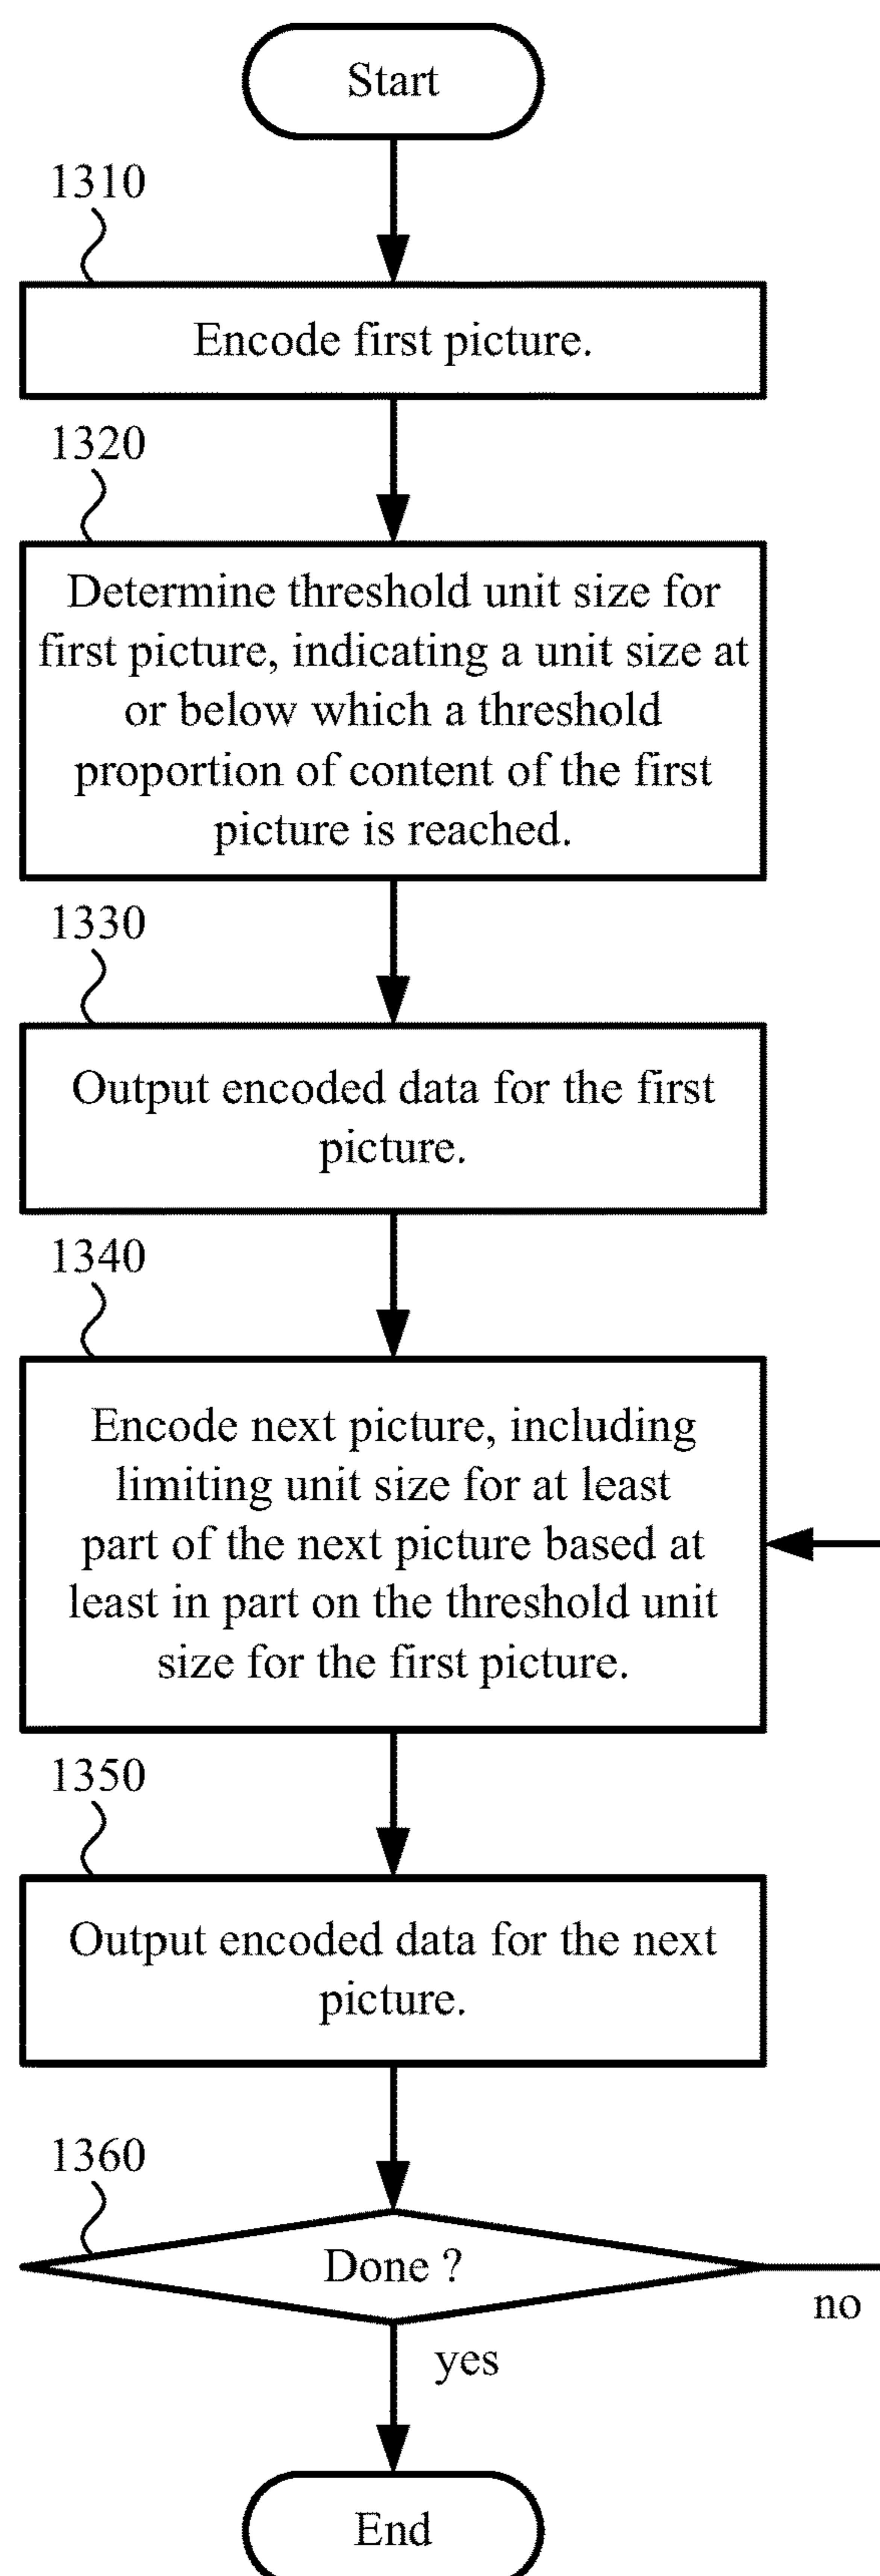 Start
1310
Encode first picture.
1320
Determine threshold unit size for
first picture, indicating a unit size at
or below which a threshold
proportion of content of the first
picture is reached.
1330
Output encoded data for the first
picture.
1340
Encode next picture, including
limiting unit size for at least
part of the next picture based at
least in part on the threshold unit
size for the first picture.
1350
Output encoded data for the next
picture.
1360
Done ?
no
yes
End